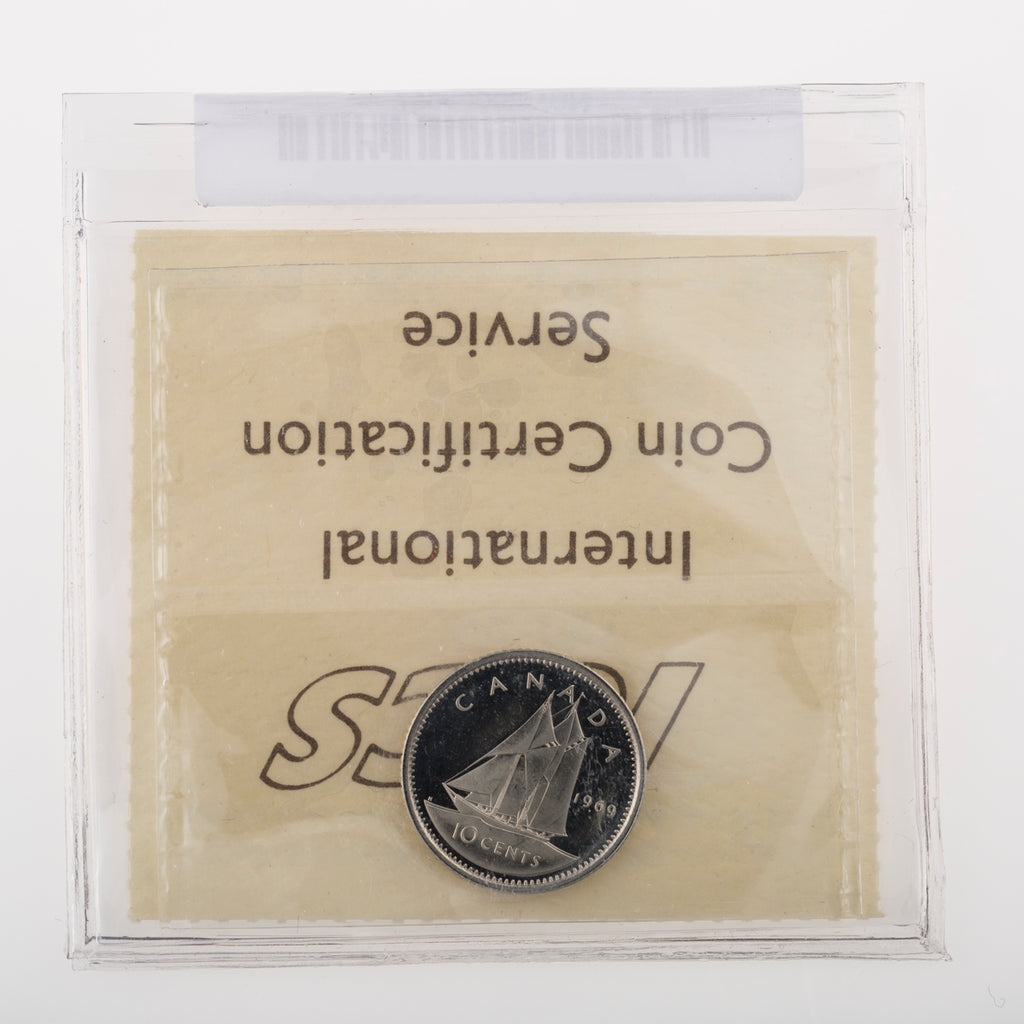 ICCS
International
Coin Certification
Service
CANADA
1969
10 CENTS